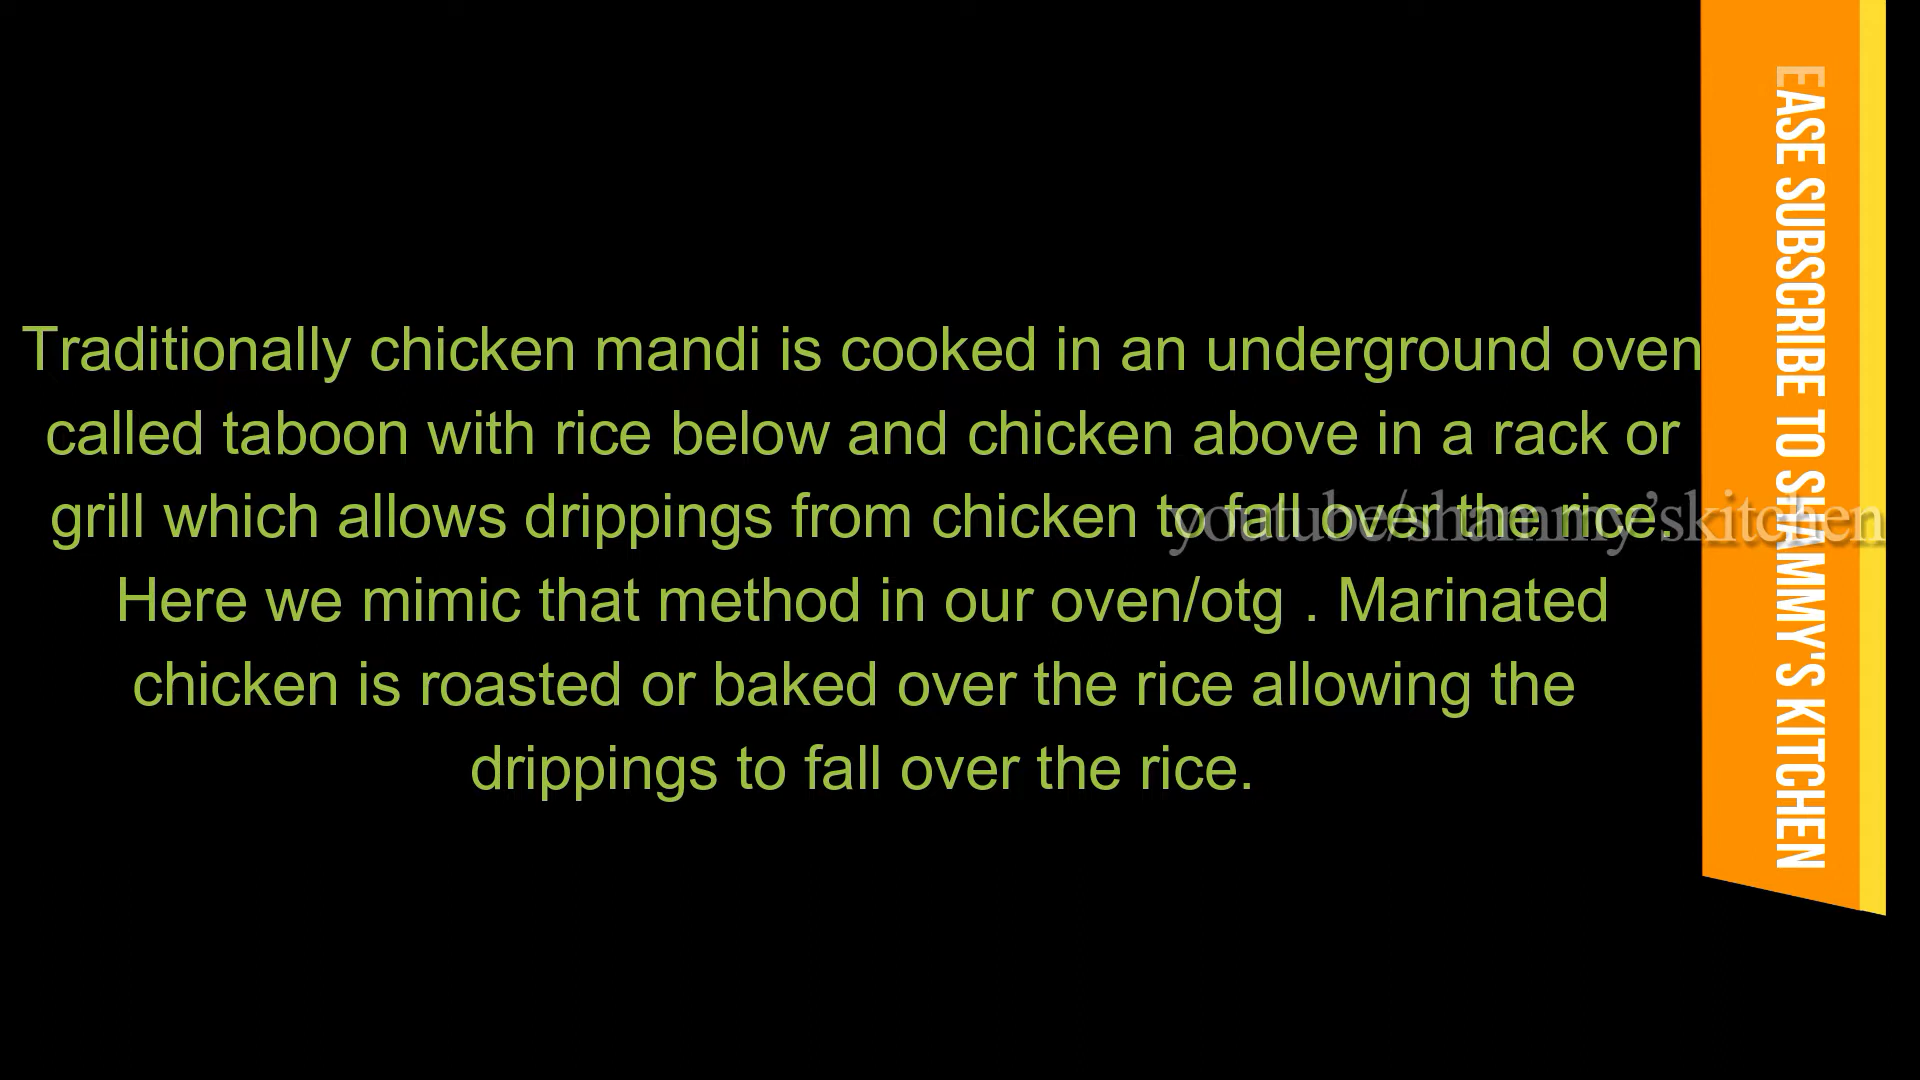 Traditionally chicken mandi is cooked in an underground oven
called taboon with rice below and chicken above in a rack or
grill which allows drippings from chicken to fall over the rice.
Here we mimic that method in our oven/otg . Marinated
chicken is roasted or baked over the rice allowing the
drippings to fall over the rice.
youtube/shammy'skitchen
EASE SUBSCRIBE TO SHAMMY'S KITCHEN